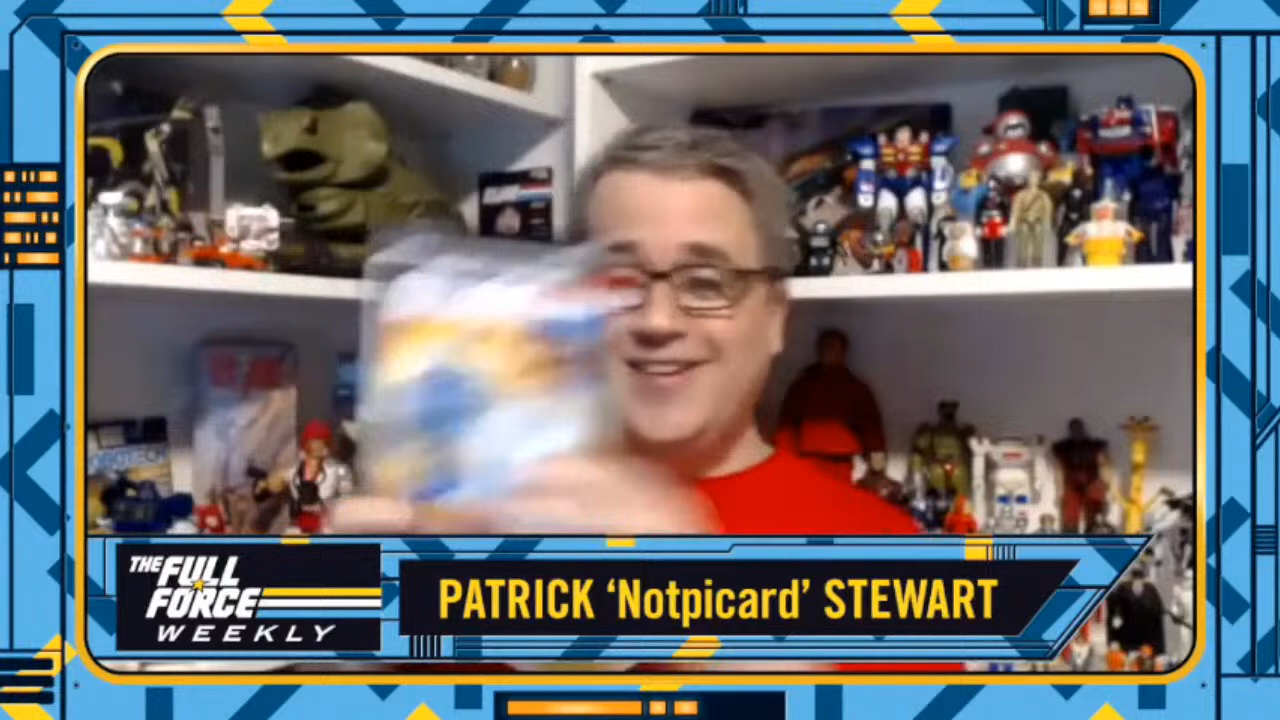 THE
FULL
FORCE
WEEKLY
PATRICK ‘Notpicard’ STEWART